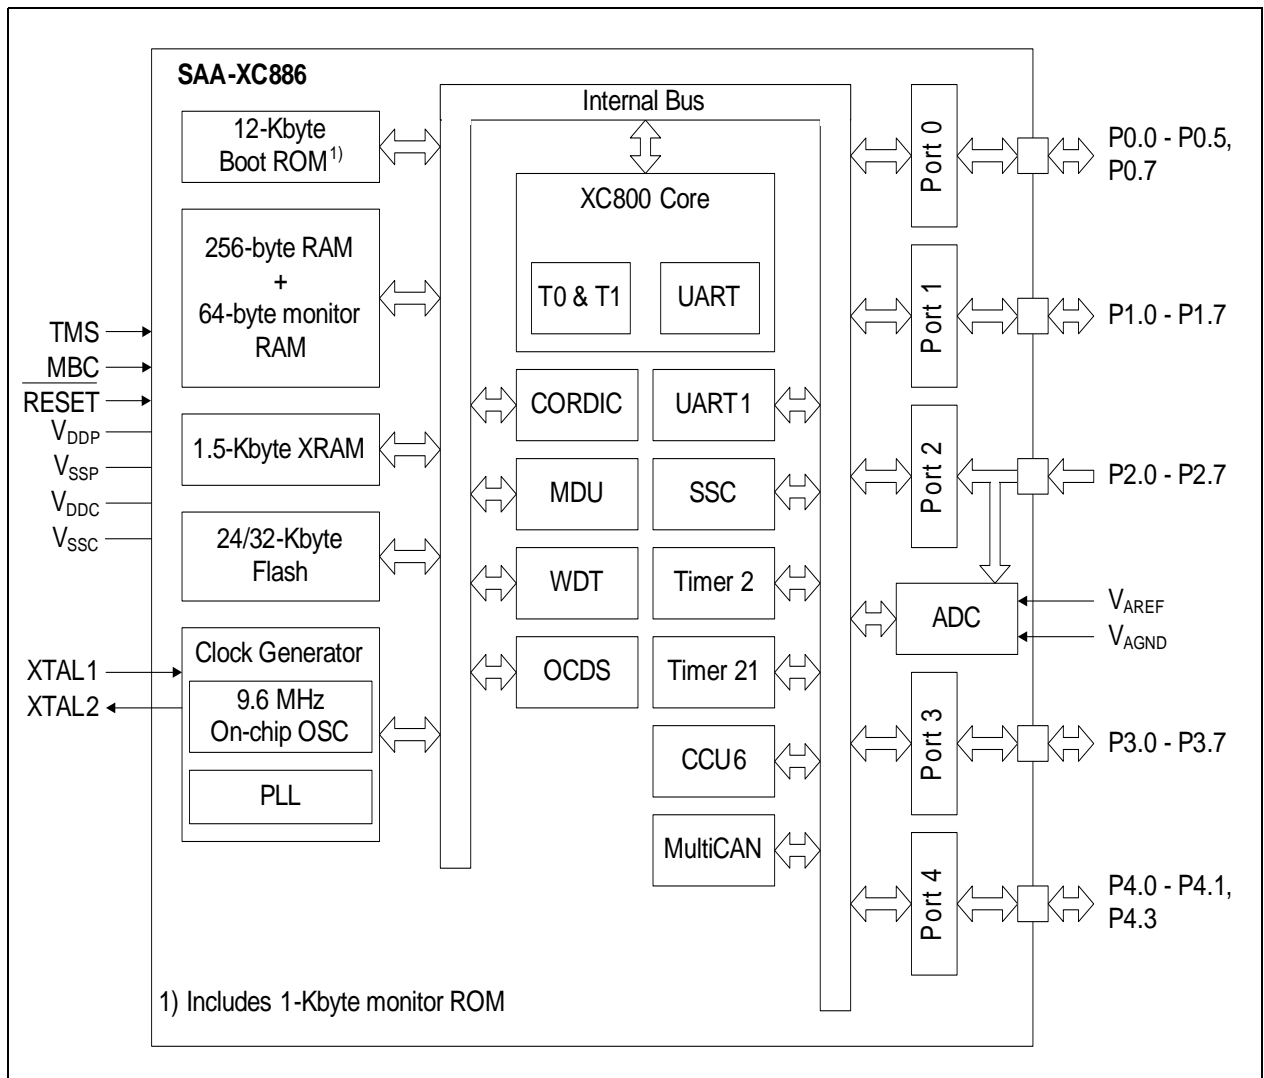 SAA-XC886
Internal Bus
12-Kbyte
Boot ROM1)
256-byte RAM
+
64-byte monitor
RAM
1.5-Kbyte XRAM
24/32-Kbyte
Flash
Clock Generator
9.6 MHz
On-chip OSC
PLL
TMS
MBC
RESET
VDDP
VSSP
VDDC
VSSC
XTAL1
XTAL2
XC800 Core
T0 & T1
UART
CORDIC
UART1
MDU
SSC
WDT
Timer 2
OCDS
Timer 21
CCU6
MultiCAN
Port 0
P0.0 - P0.5,
P0.7
Port 1
P1.0 - P1.7
Port 2
P2.0 - P2.7
ADC
VAREF
VAGND
Port 3
P3.0 - P3.7
Port 4
P4.0 - P4.1,
P4.3
1) Includes 1-Kbyte monitor ROM